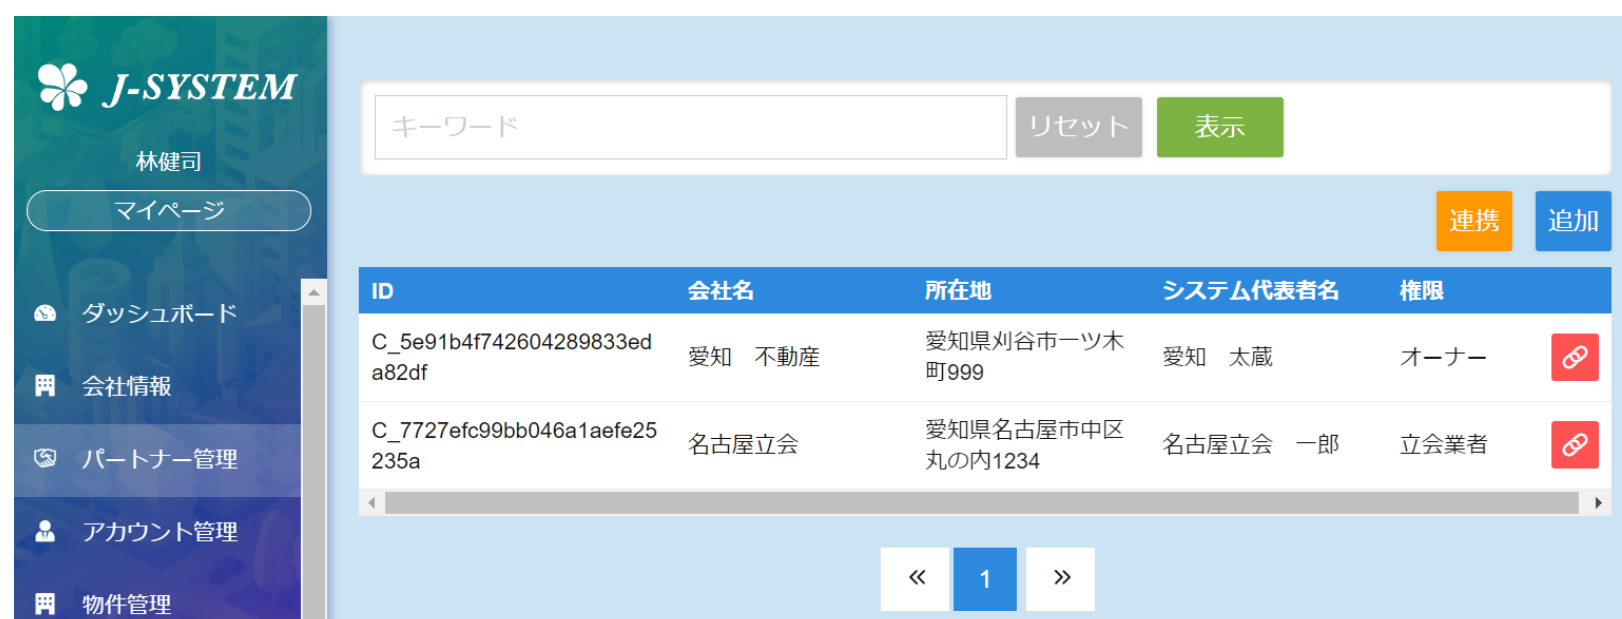 J-SYSTEM
林健司
マイページ
ダッシュボード
会社情報
パートナー管理
アカウント管理
物件管理
キーワード
リセット
表示
連携
追加
ID 会社名 所在地 システム代表者名 権限
C_5e91b4f742604289833ed
a82df
愛知　不動産
愛知県刈谷市一ツ木
町999
愛知　太蔵
オーナー
C_7727efc99bb046a1aefe25
235a
名古屋立会
愛知県名古屋市中区
丸の内1234
名古屋立会　一郎
立会業者
« 1 »